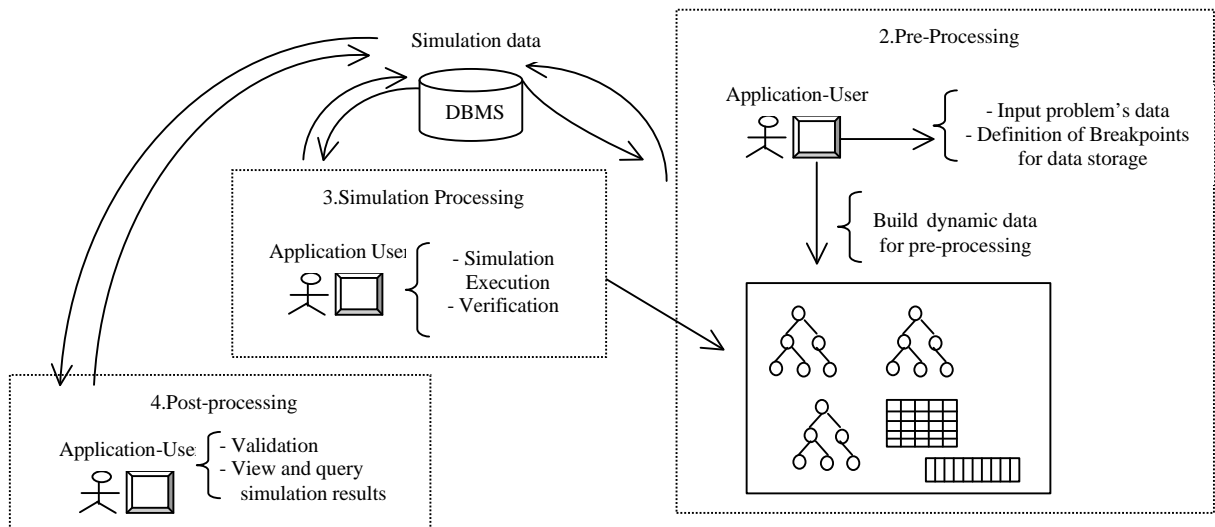 Simulation data
DBMS
2.Pre-Processing
Application-User
- Input problem's data
- Definition of Breakpoints
for data storage
Build dynamic data
for pre-processing
3.Simulation Processing
Application User
- Simulation
Execution
- Verification
4.Post-processing
Application-Use
- Validation
- View and query
simulation results